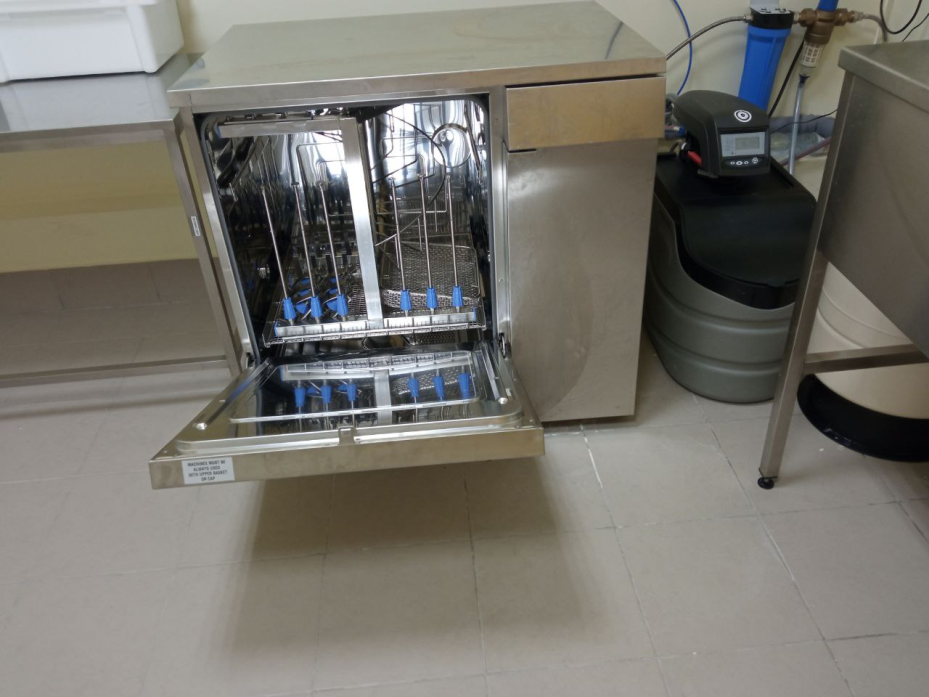 MACHINES MUST BE
ALWAYS USED
WITH UPPER BASKET
OR CAP